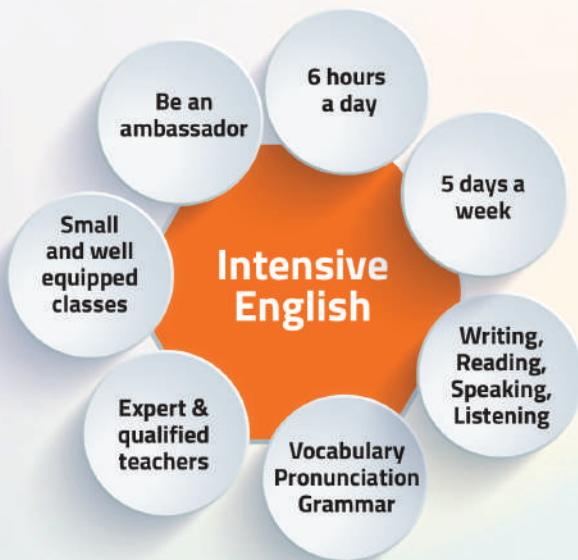 Intensive
English
6 hours
a day
5 days a
week
Writing,
Reading,
Speaking,
Listening
Vocabulary
Pronunciation
Grammar
Expert &
qualified
teachers
Small
and well
equipped
classes
Be an
ambassador